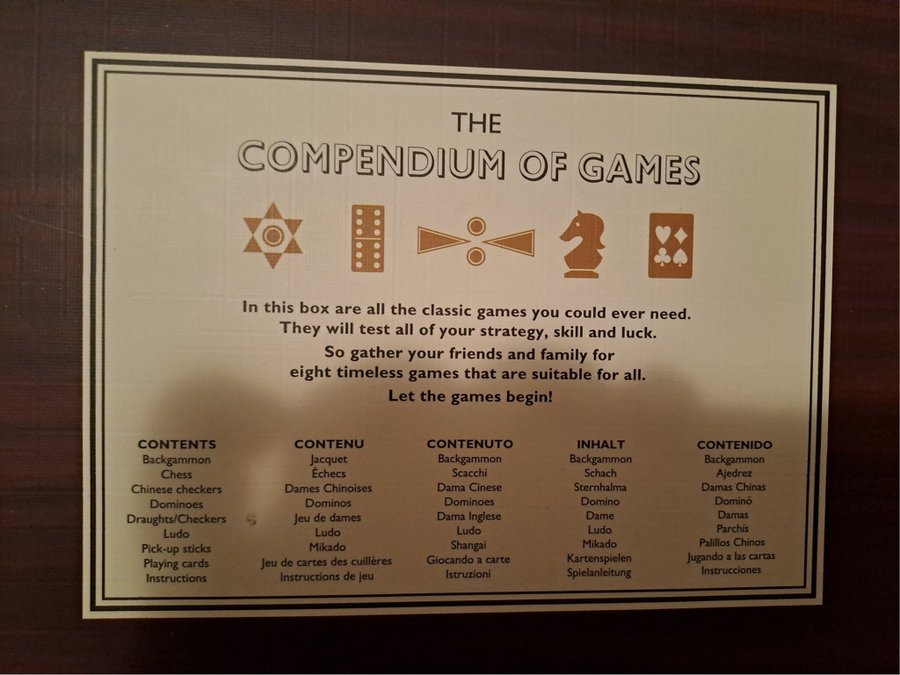 THE
COMPENDIUM OF GAMES
In this box are all the classic games you could ever need.
They will test all of your strategy, skill and luck.
So gather your friends and family for
eight timeless games that are suitable for all.
Let the games begin!
CONTENTS
Backgammon
Chess
Chinese checkers
Dominoes
Draughts/Checkers
Ludo
Pick-up sticks
Playing cards
Instructions
CONTENU
Jacquet
Échecs
Dames Chinoises
Dominos
Jeu de dames
Ludo
Mikado
Jeu de cartes des cuillères
Instructions de jeu
CONTENUTO
Backgammon
Scacchi
Dama Cinese
Dominoes
Dama Inglese
Ludo
Shangai
Giocando a carte
Istruzioni
INHALT
Backgammon
Schach
Sternhalma
Domino
Dame
Ludo
Mikado
Kartenspielen
Spielanleitung
CONTENIDO
Backgammon
Ajedrez
Damas Chinas
Dominó
Damas
Parchís
Palillos Chinos
Jugando a las cartas
Instrucciones